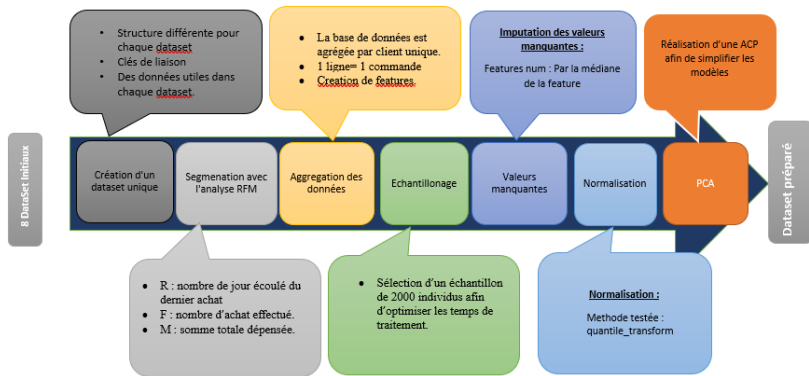 Structure différente pour
chaque dataset
Clés de liaison
Des données utiles dans
chaque dataset.
La base de données est
agrégée par client unique.
1 ligne= 1 commande
Creation de features.
Imputation des valeurs
manquantes :
Features num : Par la médiane
de la feature
Réalisation d'une ACP
afin de simplifier les
modèles
8 DataSet Initiaux
Création d'un
dataset unique
Segmenation avec
l'analyse RFM
Aggregation des
données
Echantillonage
Valeurs
manquantes
Normalisation
PCA
Dataset préparé
R : nombre de jour écoulé du
dernier achat
F : nombre d'achat effectué.
M : somme totale dépensée.
Sélection d'un échantillon
de 2000 individus afin
d'optimiser les temps de
traitement.
Normalisation :
Methode testée :
quantile_transform